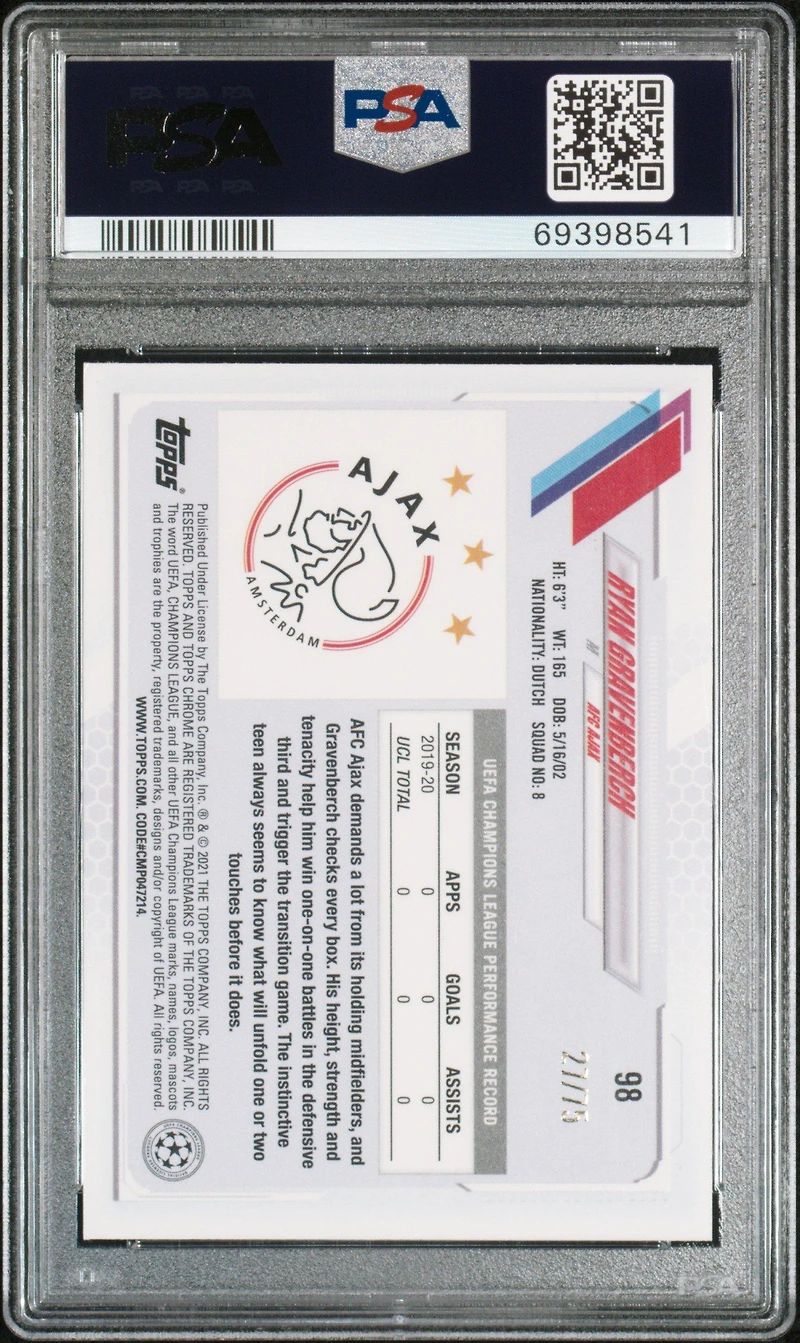 PSA
PSA
69398541
98
27/75
RYAN GRAVENBERCH
M
AFC AJAX
HT: 6'3" WT: 165 DOB: 5/16/02
NATIONALITY: DUTCH SQUAD NO: 8
AJAX
AMSTERDAM
UEFA CHAMPIONS LEAGUE PERFORMANCE RECORD
SEASON APPS GOALS ASSISTS
2019-20 0 0 0
UCL TOTAL 0 0 0
AFC Ajax demands a lot from its holding midfielders, and
Gravenberch checks every box. His height, strength and
tenacity help him win one-on-one battles in the defensive
third and trigger the transition game. The instinctive
teen always seems to know what will unfold one or two
touches before it does.
topps®
Published Under License by The Topps Company, Inc. ® & © 2021 THE TOPPS COMPANY, INC. ALL RIGHTS
RESERVED. TOPPS AND TOPPS CHROME ARE REGISTERED TRADEMARKS OF THE TOPPS COMPANY, INC.
The word UEFA, CHAMPIONS LEAGUE, and all other UEFA Champions League marks, names, logos, mascots
and trophies are the property, registered trademarks, designs and/or copyright of UEFA. All rights reserved.
WWW.TOPPS.COM. CODE#CMP047214.
PSA